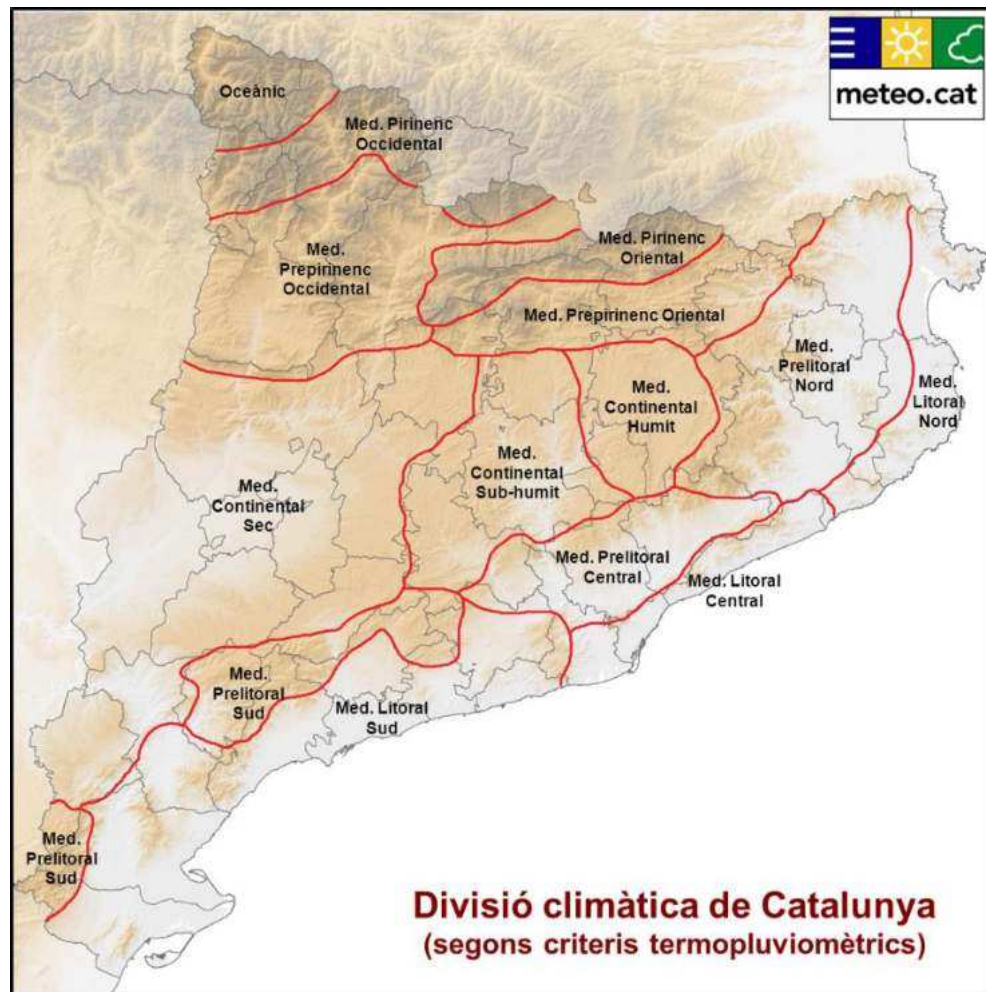 meteo.cat
Oceànic
Med. Pirinenc
Occidental
Med.
Prepirinenc
Occidental
Med. Pirinenc
Oriental
Med. Prepirinenc Oriental
Med.
Prelitoral
Nord
Med.
Litoral
Nord
Med.
Continental
Humit
Med.
Continental
Sub-humit
Med.
Continental
Sec
Med. Prelitoral
Central
Med. Litoral
Central
Med.
Prelitoral
Sud
Med. Litoral
Sud
Med.
Prelitoral
Sud
Divisió climàtica de Catalunya
(segons criteris termopluviomètrics)